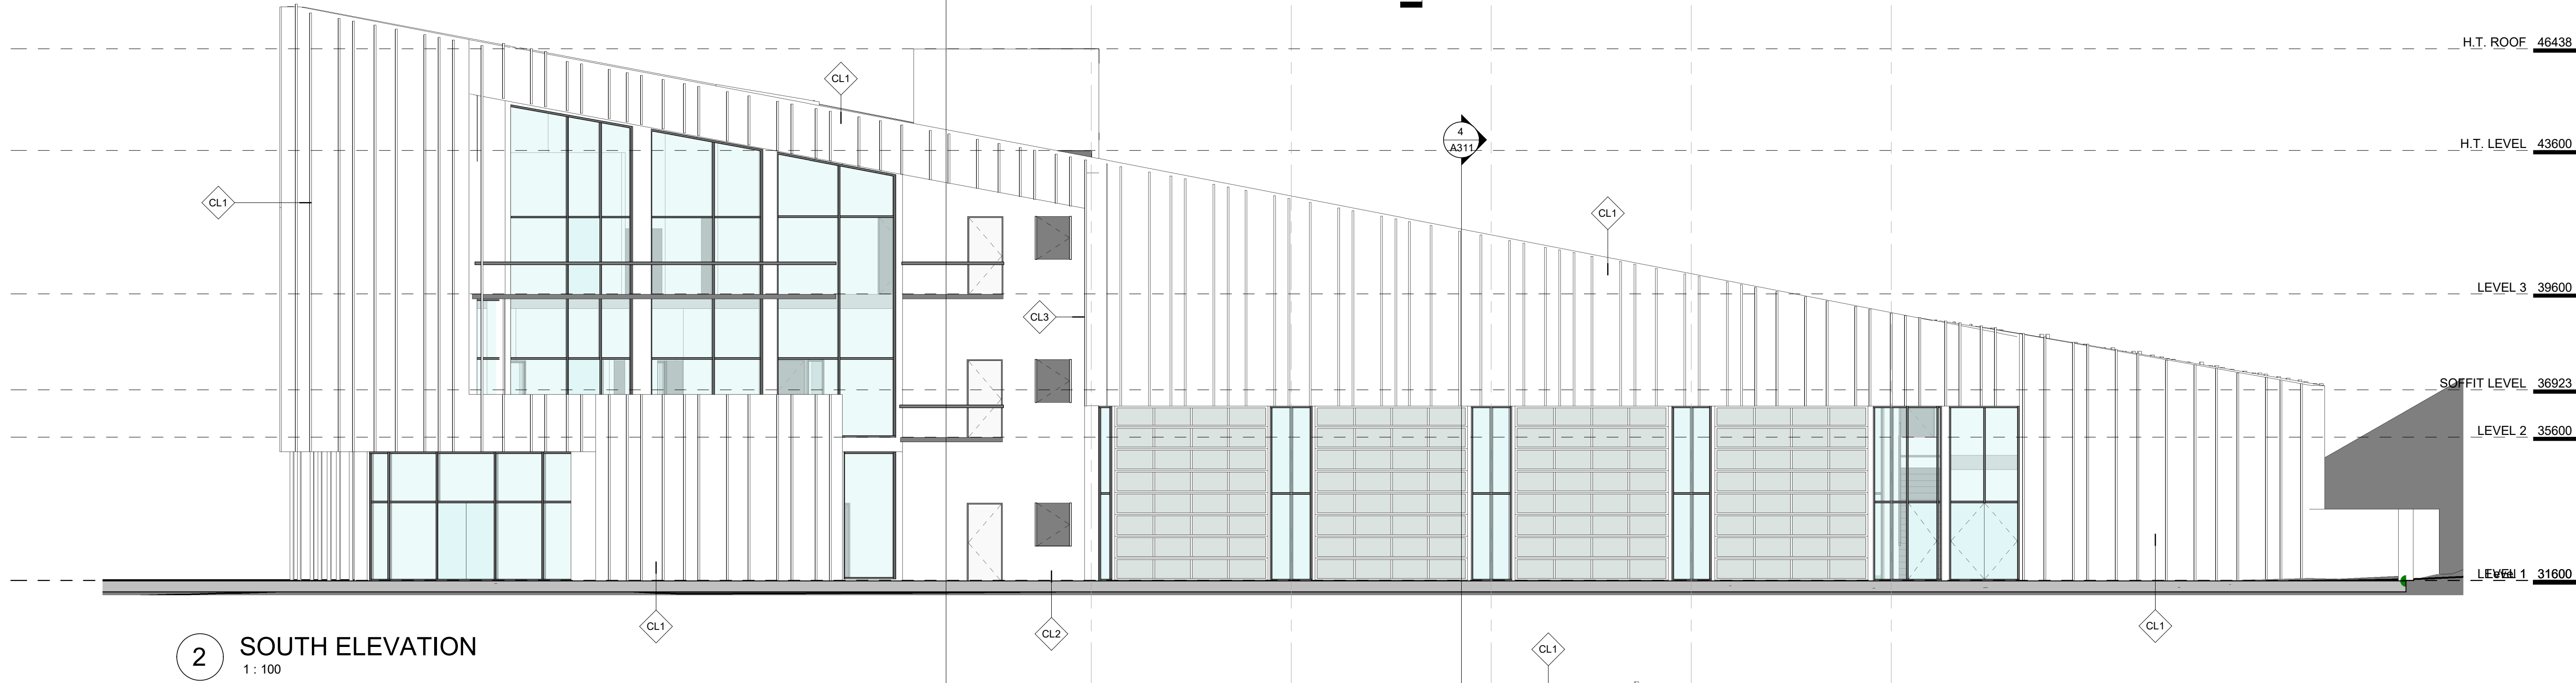 H.T. ROOF 46438
CL1
4
A311
H.T. LEVEL 43600
CL1
CL1
LEVEL 3 39600
CL3
SOFFIT LEVEL 36923
LEVEL 2 35600
LEVEL 1 31600
CL1
CL2
CL1
2 SOUTH ELEVATION
1 : 100
CL1